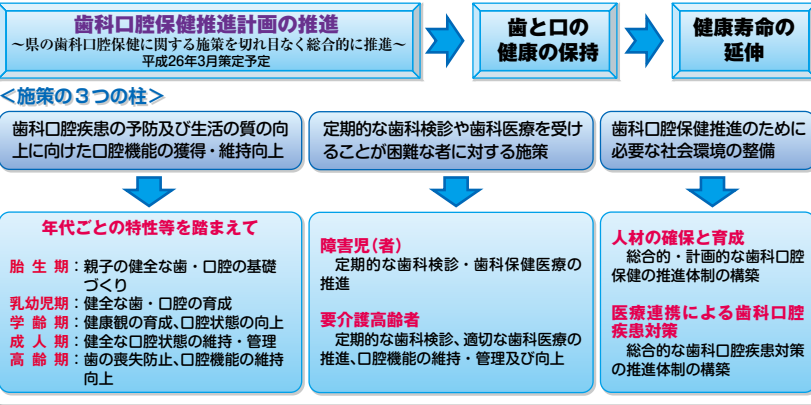 歯科口腔保健推進計画の推進
～県の歯科口腔保健に関する施策を切れ目なく総合的に推進～
平成26年3月策定予定
歯と口の
健康の保持
健康寿命の
延伸
＜施策の3つの柱＞
歯科口腔疾患の予防及び生活の質の向
上に向けた口腔機能の獲得・維持向上
定期的な歯科検診や歯科医療を受け
ることが困難な者に対する施策
歯科口腔保健推進のために
必要な社会環境の整備
年代ごとの特性等を踏まえて
胎生期：親子の健全な歯・口腔の基礎
づくり
乳幼児期：健全な歯・口腔の育成
学齢期：健康観の育成、口腔状態の向上
成人期：健全な口腔状態の維持・管理
高齢期：歯の喪失防止、口腔機能の維持
向上
障害児（者）
定期的な歯科検診・歯科保健医療の
推進
要介護高齢者
定期的な歯科検診、適切な歯科医療の
推進、口腔機能の維持・管理及び向上
人材の確保と育成
総合的・計画的な歯科口腔
保健の推進体制の構築
医療連携による歯科口腔
疾患対策
総合的な歯科口腔疾患対策
の推進体制の構築